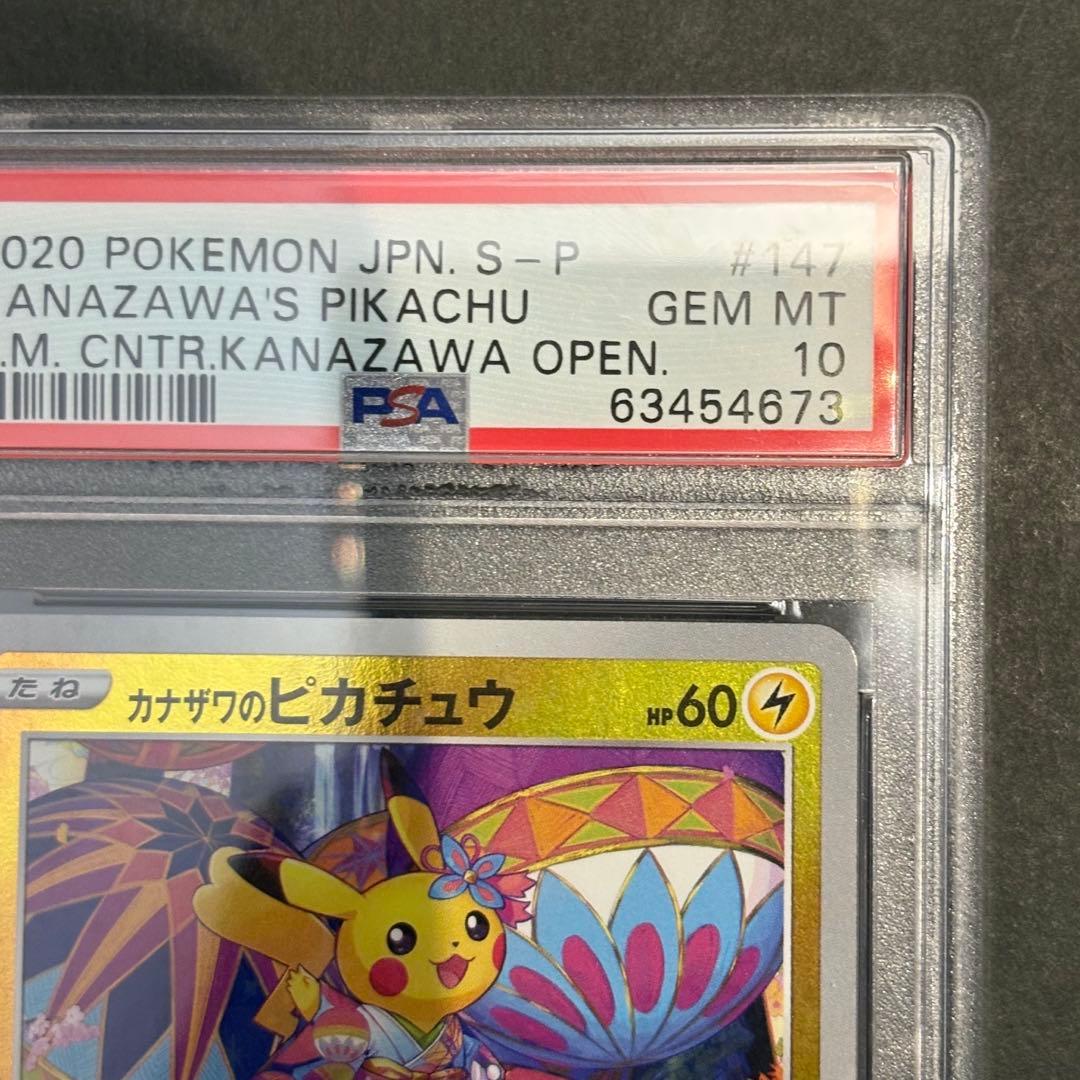 020 POKEMON JPN. S-P #147
ANAZAWA'S PIKACHU GEM MT
.M. CNTR.KANAZAWA OPEN. 10
PSA 63454673
たね カナザワのピカチュウ HP60